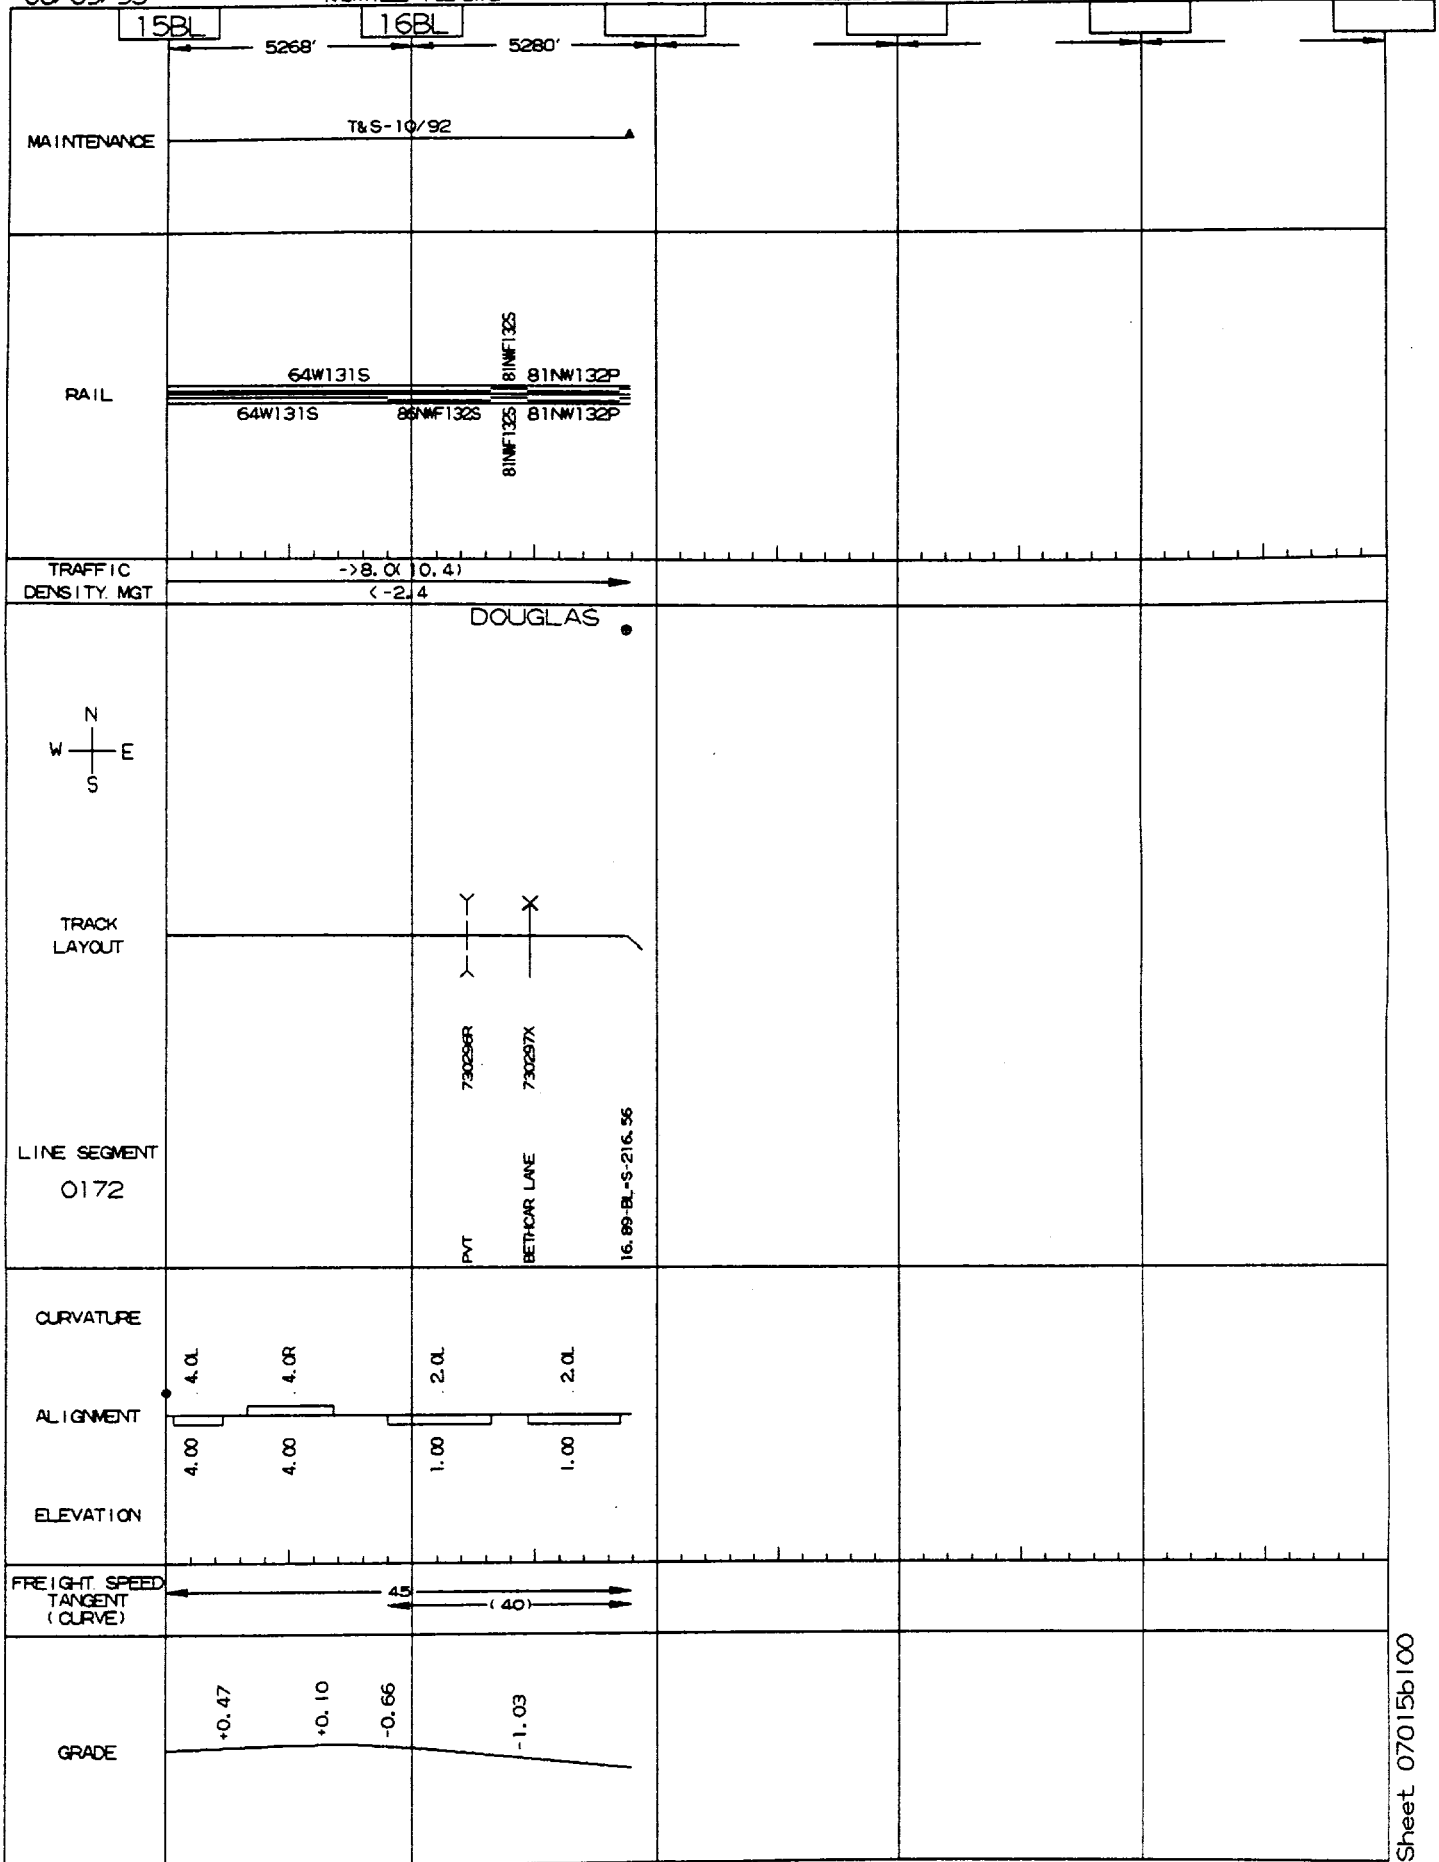 15BL
16BL
5268'
5280'
MAINTENANCE
T&S-10/92
RAIL
64W131S
81NWF132S
81NW132P
64W131S
86NWF132S
81NWF132S
81NW132P
TRAFFIC
DENSITY. MGT
->8.0(10.4)
<-2.4
DOUGLAS
N
W E
S
TRACK
LAYOUT
730296R
730297X
LINE SEGMENT
0172
PVT
BETHCAR LANE
16.89-BL=S-216.56
CURVATURE
4.0L
4.0R
2.0L
2.0L
ALIGNMENT
4.00
4.00
1.00
1.00
ELEVATION
FREIGHT. SPEED
TANGENT
(CURVE)
45
(40)
GRADE
+0.47
+0.10
-0.66
-1.03
Sheet 07015b100